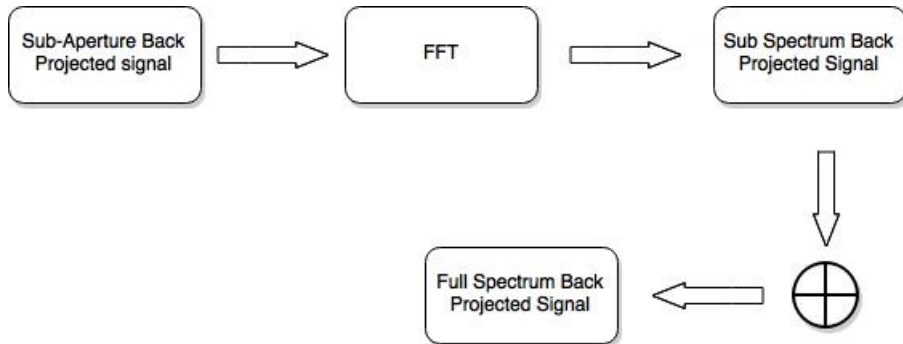 Sub-Aperture Back
Projected signal
FFT
Sub Spectrum Back
Projected Signal
Full Spectrum Back
Projected Signal